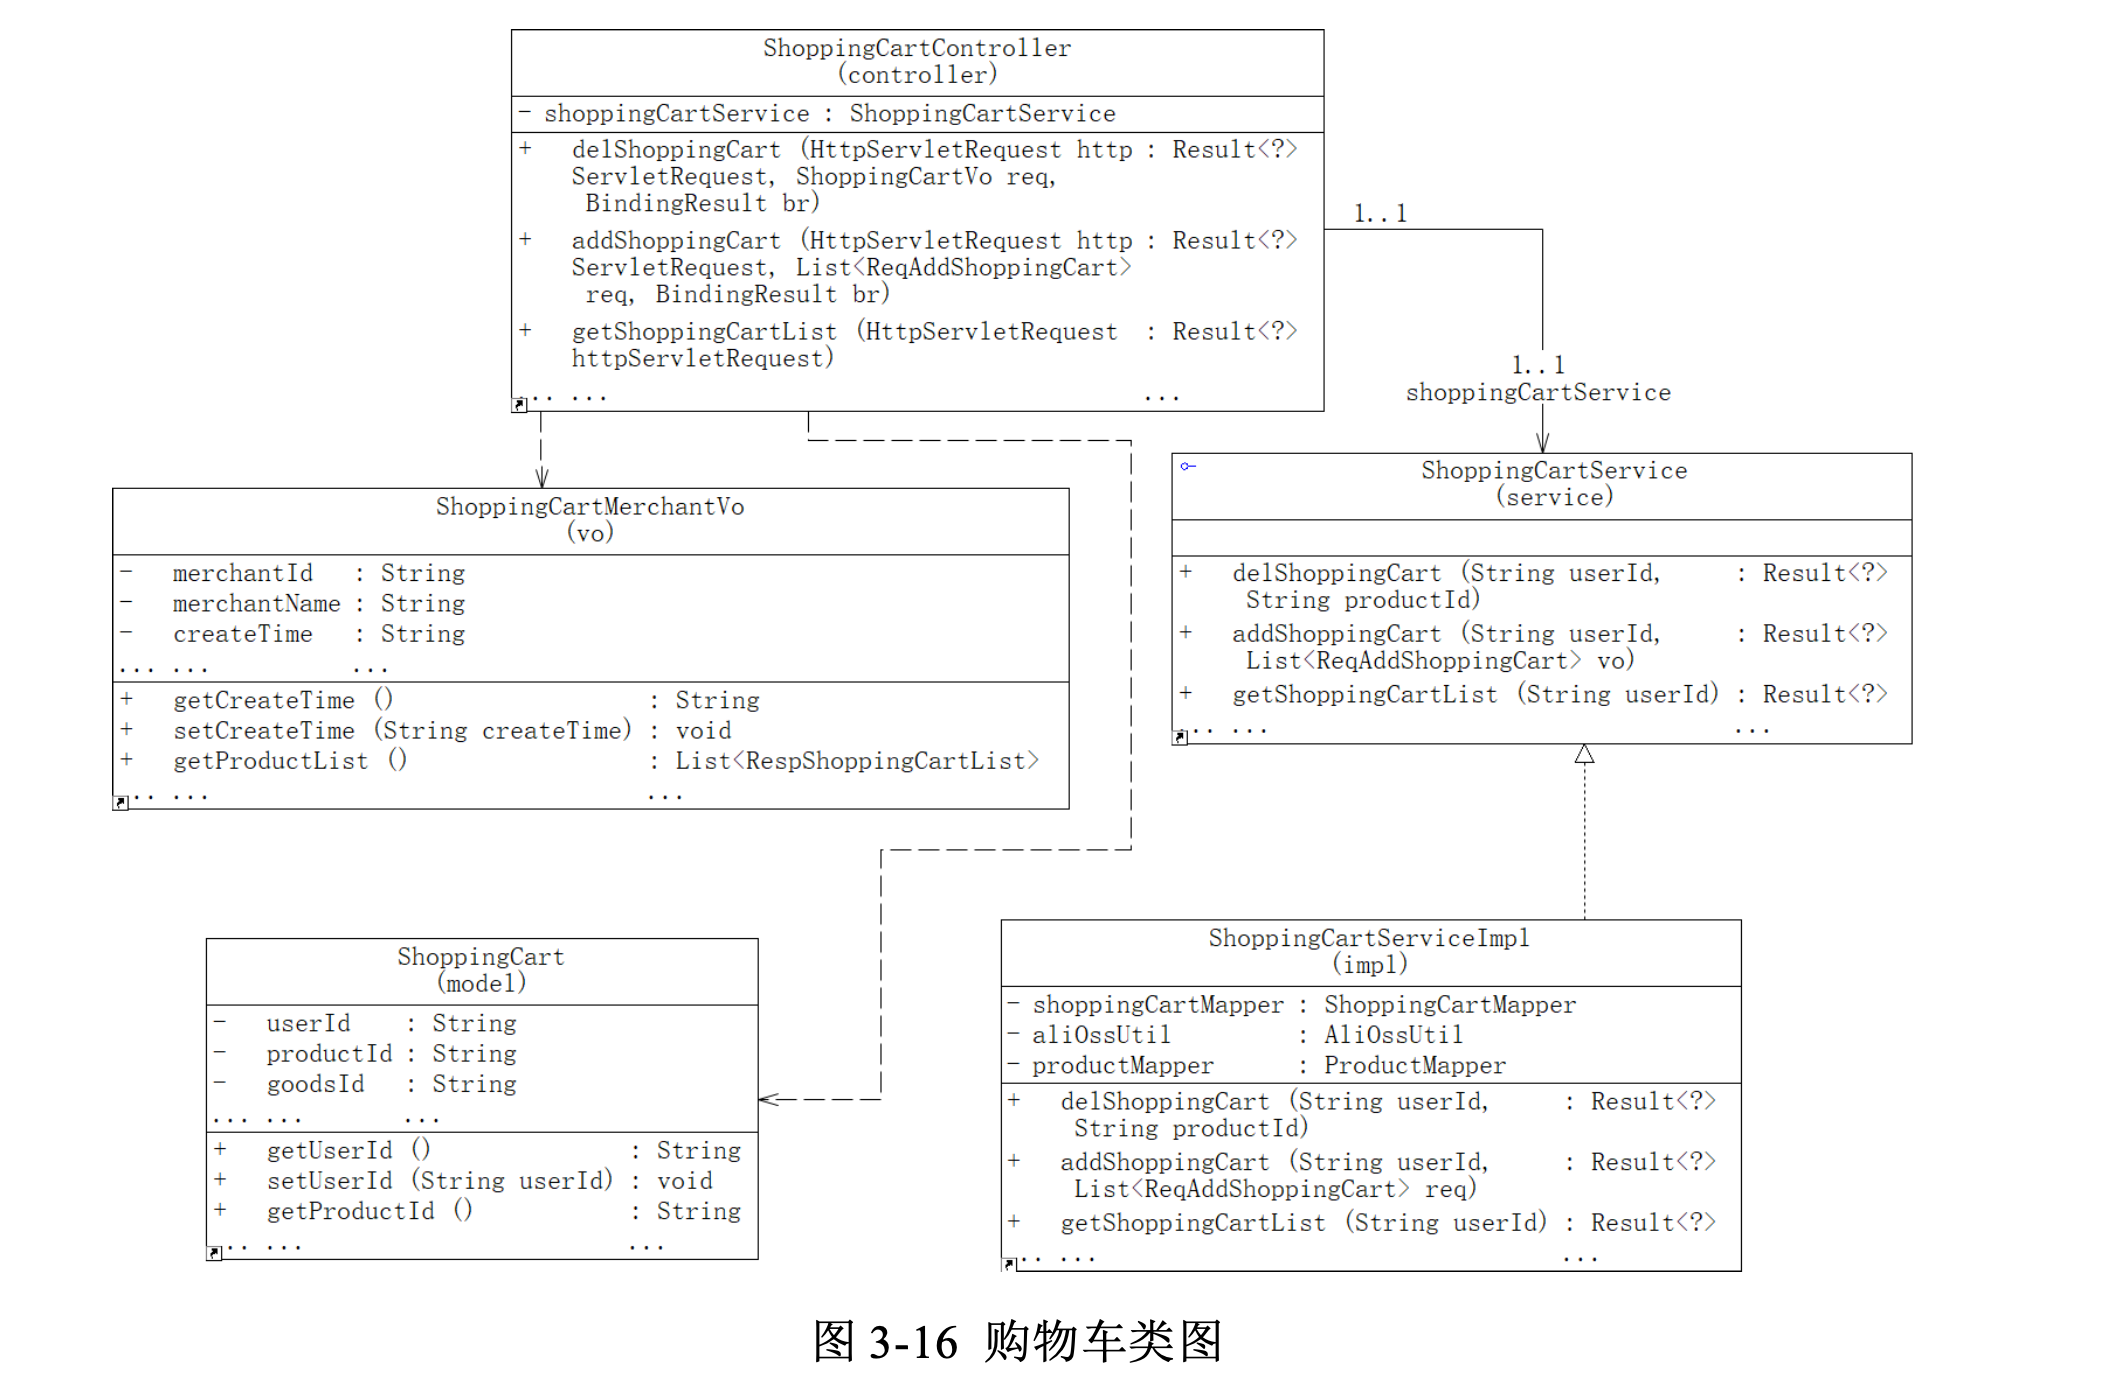 ShoppingCartController
(controller)
- shoppingCartService : ShoppingCartService
+ delShoppingCart (HttpServletRequest http : Result<?>
ServletRequest, ShoppingCartVo req,
BindingResult br)
+ addShoppingCart (HttpServletRequest http : Result<?>
ServletRequest, List<ReqAddShoppingCart>
req, BindingResult br)
+ getShoppingCartList (HttpServletRequest : Result<?>
httpServletRequest)
... ... ...
1..1
1..1
shoppingCartService
ShoppingCartMerchantVo
(vo)
- merchantId : String
- merchantName : String
- createTime : String
... ... ...
+ getCreateTime () : String
+ setCreateTime (String createTime) : void
+ getProductList () : List<RespShoppingCartList>
... ... ...
ShoppingCartService
(service)
+ delShoppingCart (String userId, : Result<?>
String productId)
+ addShoppingCart (String userId, : Result<?>
List<ReqAddShoppingCart> vo)
+ getShoppingCartList (String userId) : Result<?>
... ... ...
ShoppingCart
(model)
- userId : String
- productId : String
- goodsId : String
... ... ...
+ getUserId () : String
+ setUserId (String userId) : void
+ getProductId () : String
... ... ...
ShoppingCartServiceImpl
(impl)
- shoppingCartMapper : ShoppingCartMapper
- aliOssUtil : AliOssUtil
- productMapper : ProductMapper
+ delShoppingCart (String userId, : Result<?>
String productId)
+ addShoppingCart (String userId, : Result<?>
List<ReqAddShoppingCart> req)
+ getShoppingCartList (String userId) : Result<?>
... ... ...
图 3-16 购物车类图